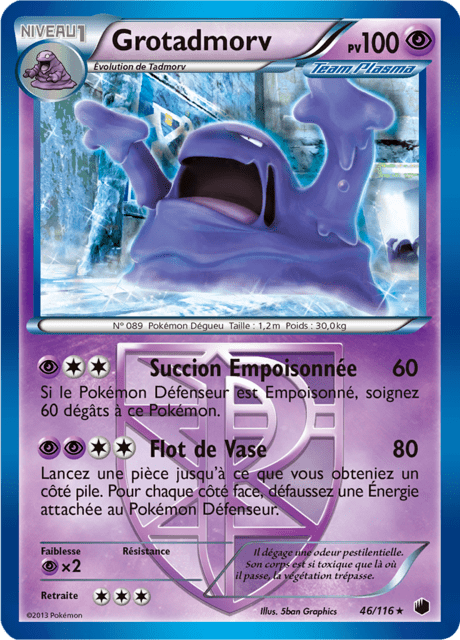 NIVEAU 1
Grotadmorv
PV 100
Évolution de Tadmorv
Team Plasma
N° 089 Pokémon Dégueu Taille : 1,2 m Poids : 30,0 kg
Succion Empoisonnée 60
Si le Pokémon Défenseur est Empoisonné, soignez
60 dégâts à ce Pokémon.
Flot de Vase 80
Lancez une pièce jusqu'à ce que vous obteniez un
côté pile. Pour chaque côté face, défaussez une Énergie
attachée au Pokémon Défenseur.
Faiblesse Résistance
×2
Retraite
Il dégage une odeur pestilentielle.
Son corps est si toxique que là où
il passe, la végétation trépasse.
©2013 Pokémon
Illus. 5ban Graphics
46/116 ★